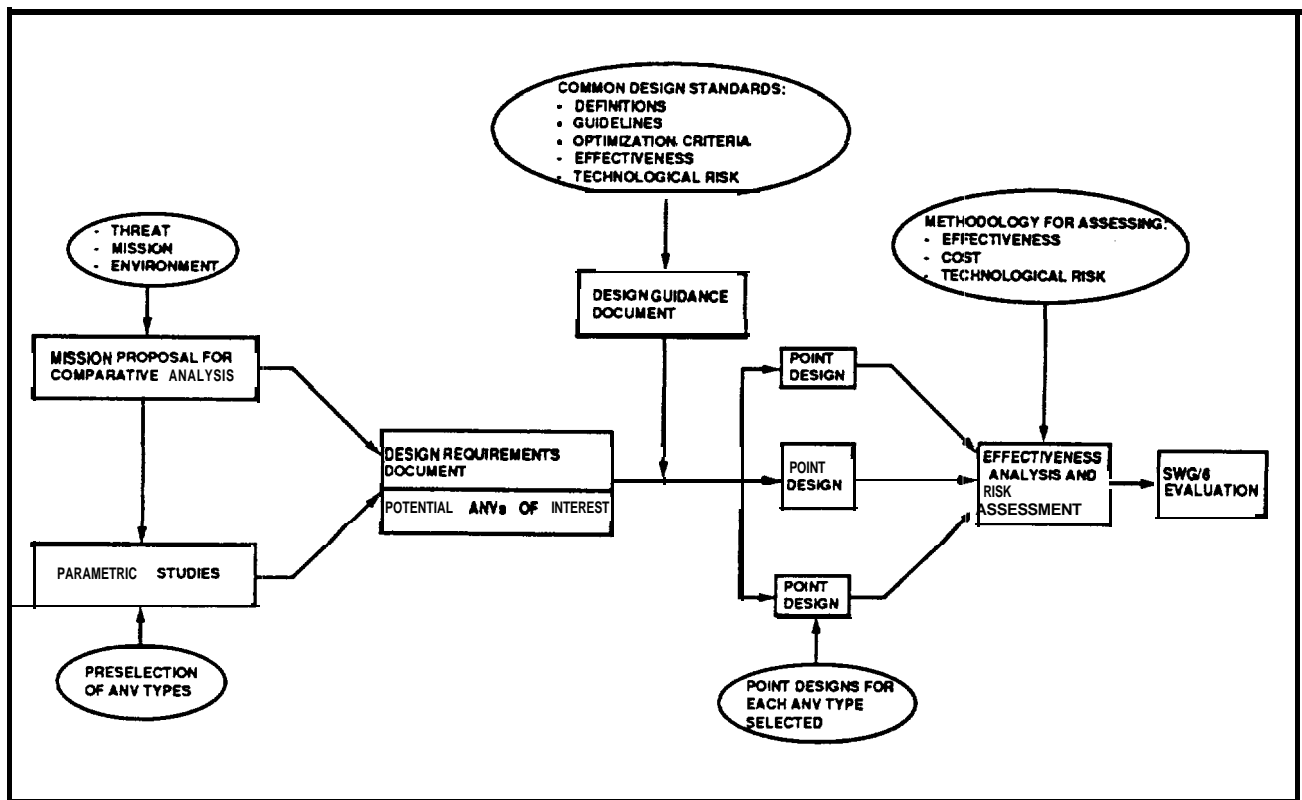 COMMON DESIGN STANDARDS:
- DEFINITIONS
- GUIDELINES
- OPTIMIZATION CRITERIA
- EFFECTIVENESS
- TECHNOLOGICAL RISK
- THREAT
- MISSION
- ENVIRONMENT
METHODOLOGY FOR ASSESSING:
- EFFECTIVENESS
- COST
- TECHNOLOGICAL RISK
DESIGN GUIDANCE
DOCUMENT
MISSION PROPOSAL FOR
COMPARATIVE ANALYSIS
POINT
DESIGN
DESIGN REQUIREMENTS
DOCUMENT
POTENTIAL ANVs OF INTEREST
POINT
DESIGN
EFFECTIVENESS
ANALYSIS AND
RISK
ASSESSMENT
SWG/6
EVALUATION
PARAMETRIC STUDIES
POINT
DESIGN
PRESELECTION
OF ANV TYPES
POINT DESIGNS FOR
EACH ANV TYPE
SELECTED